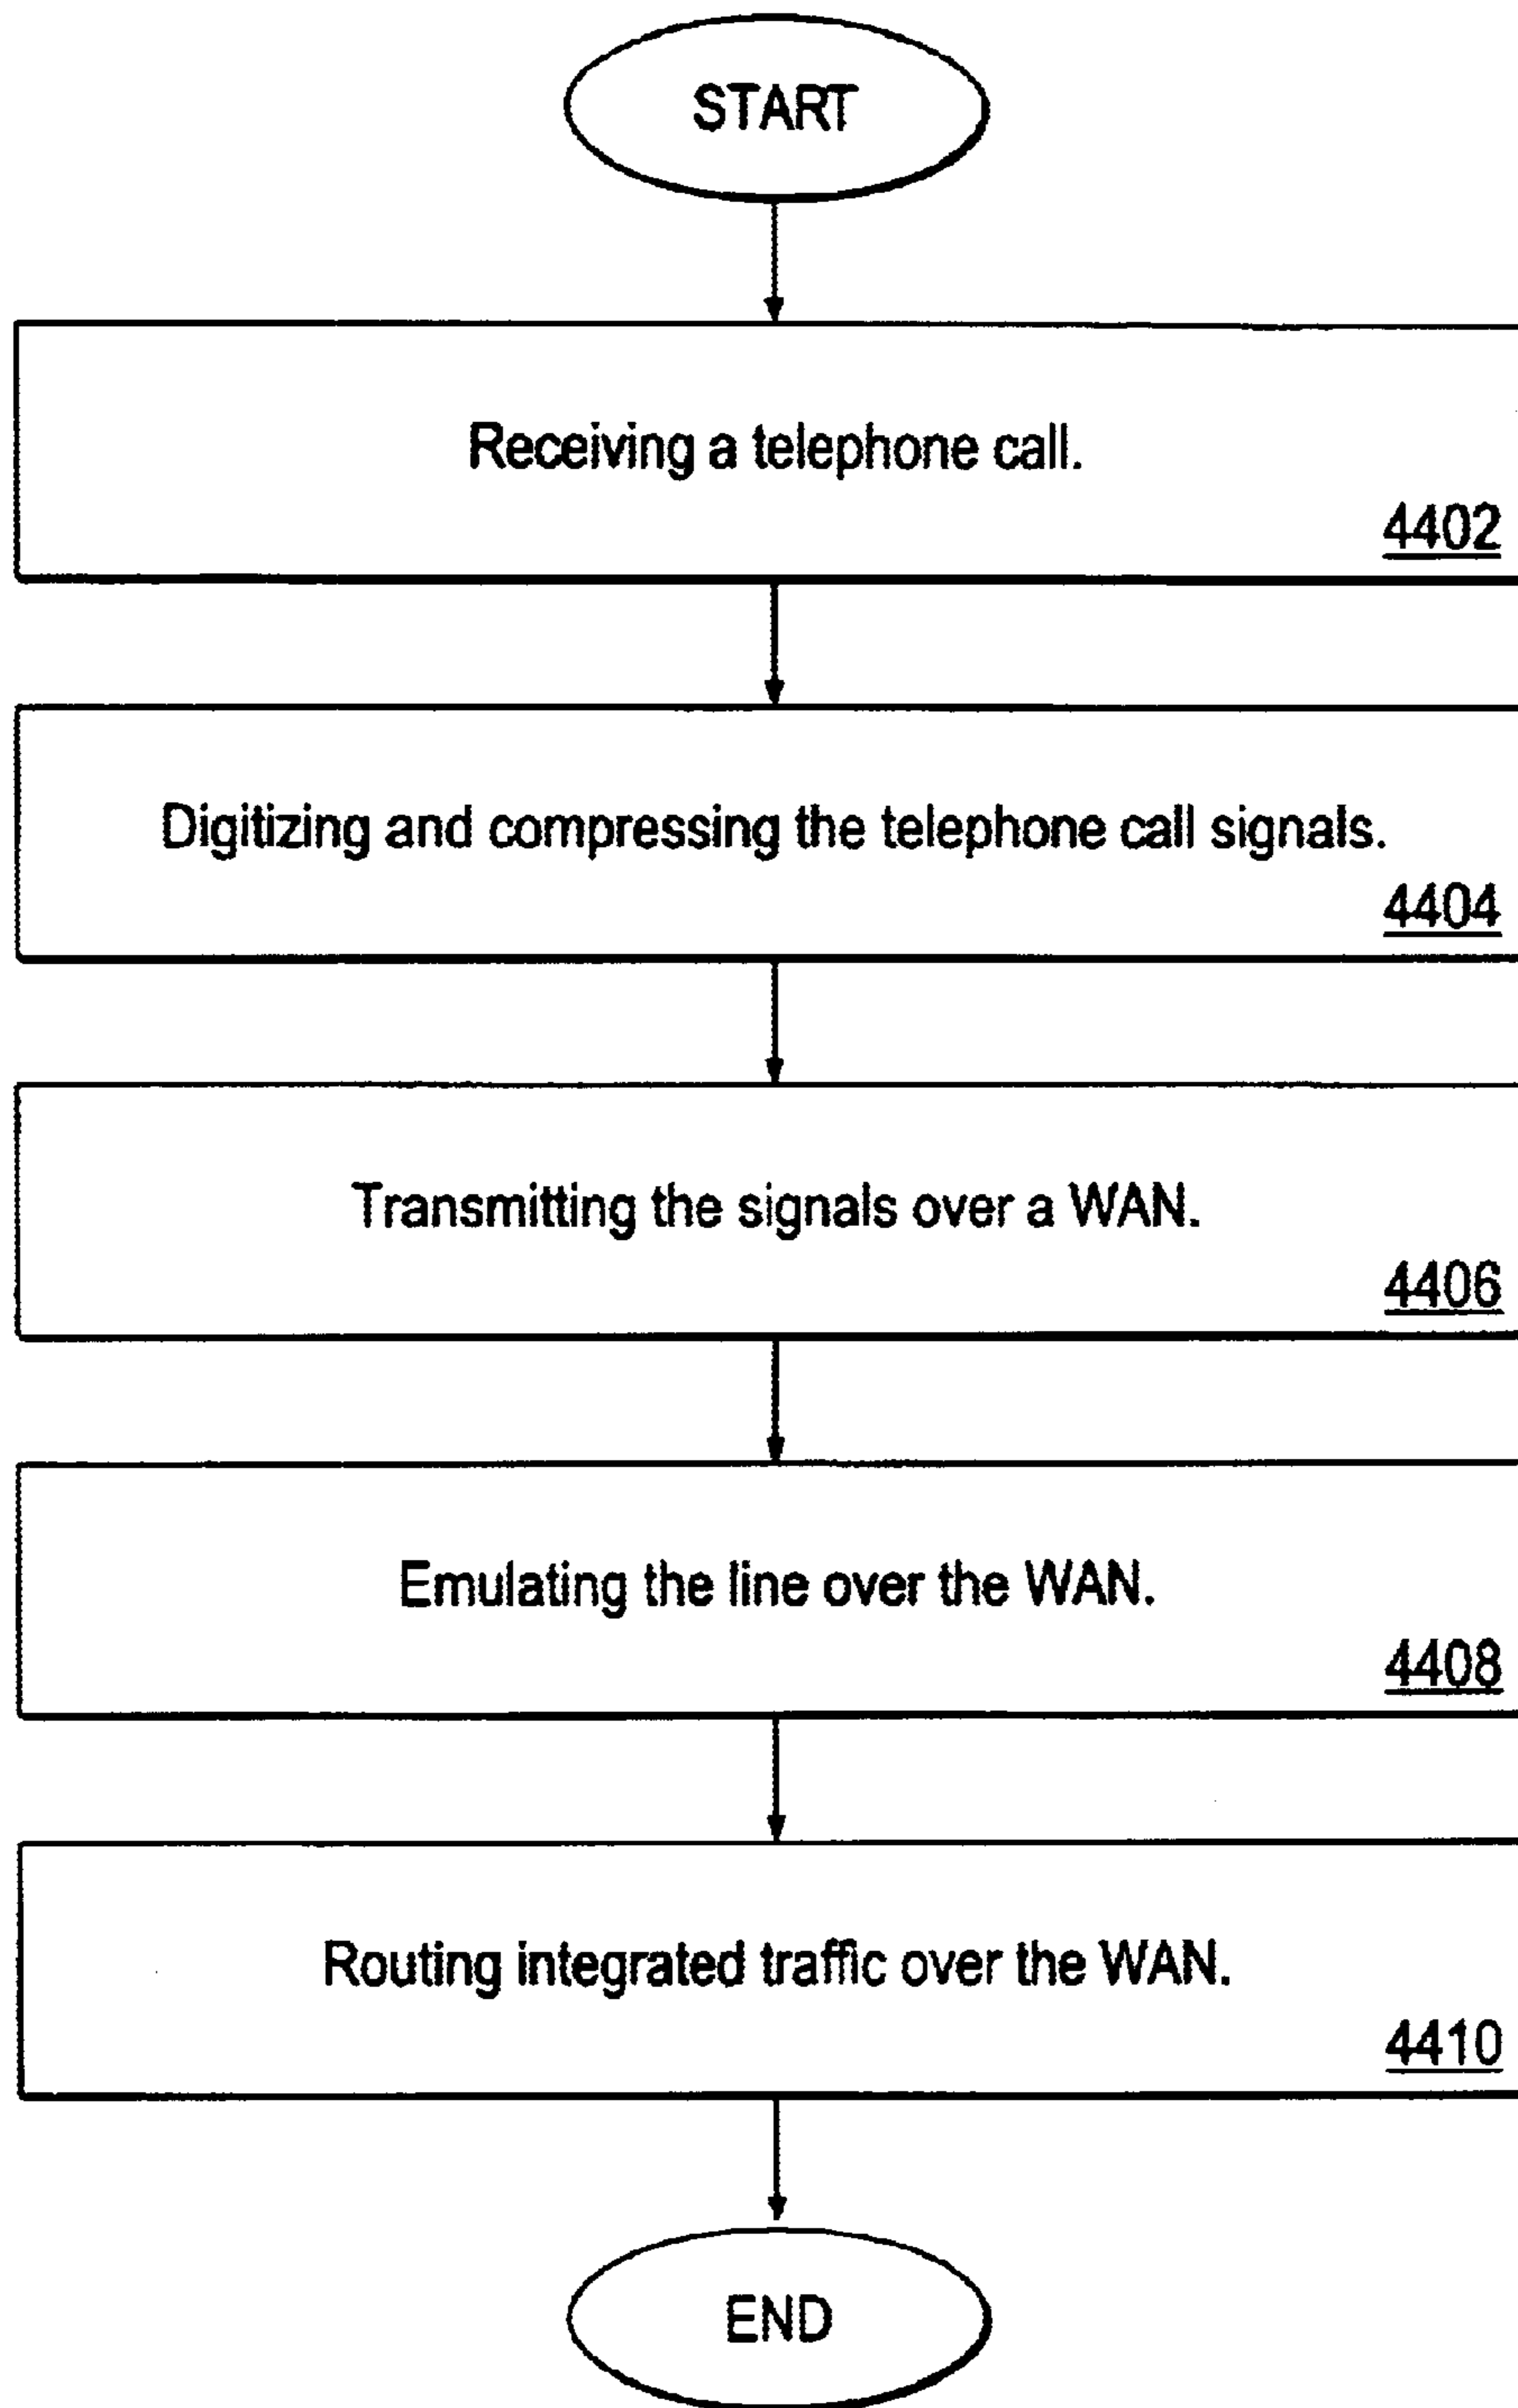 START
Receiving a telephone call.
4402
Digitizing and compressing the telephone call signals.
4404
Transmitting the signals over a WAN.
4406
Emulating the line over the WAN.
4408
Routing integrated traffic over the WAN.
4410
END